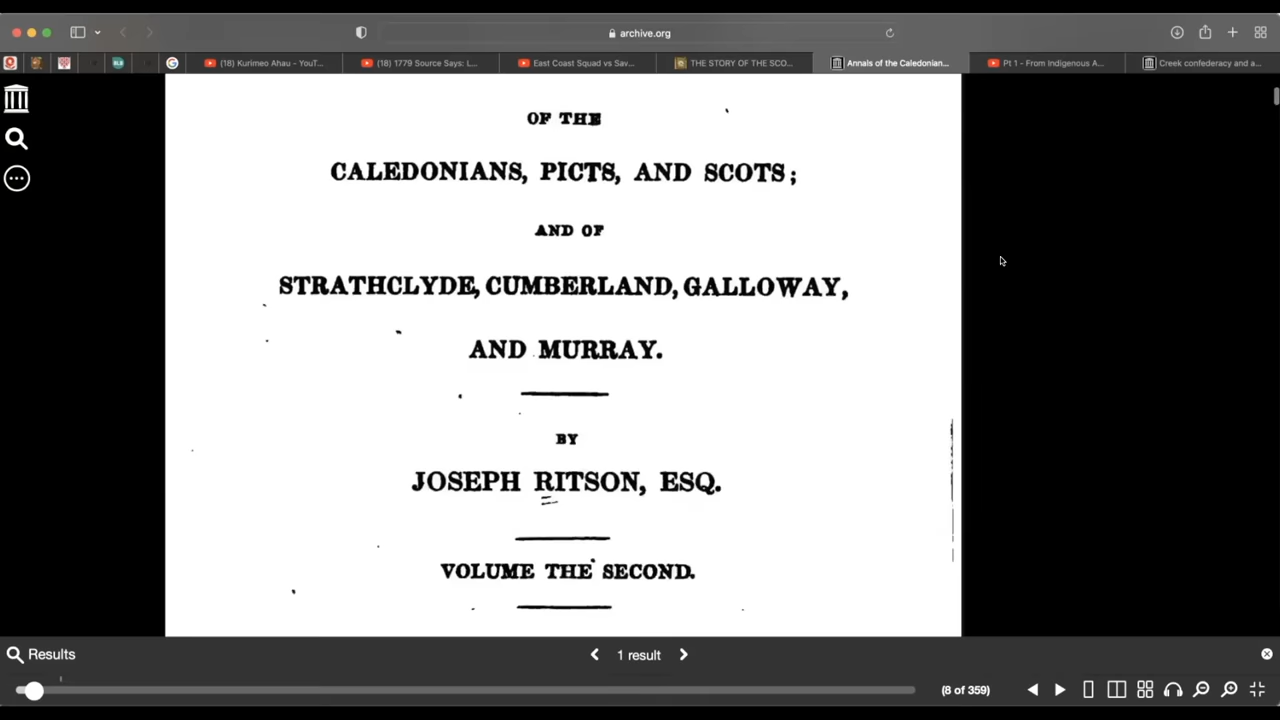 archive.org
(18) Kurimeo Ahau - YouT...
(18) 1779 Source Says: L...
East Coast Squad vs Sav...
THE STORY OF THE SCO...
Annals of the Caledonian...
Pt 1 - From Indigenous A...
Creek confederacy and a...
OF THE
CALEDONIANS, PICTS, AND SCOTS;
AND OF
STRATHCLYDE, CUMBERLAND, GALLOWAY,
AND MURRAY.
BY
JOSEPH RITSON, ESQ.
VOLUME THE SECOND.
Results
1 result
(8 of 359)